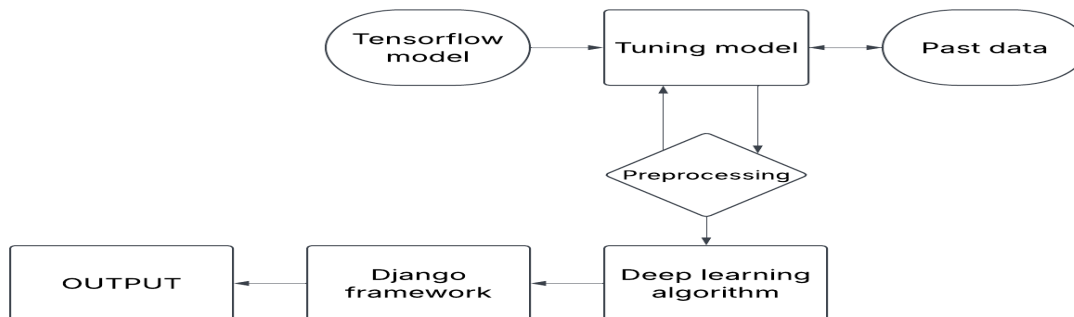 Tensorflow
model
Tuning model
Past data
Preprocessing
OUTPUT
Django
framework
Deep learning
algorithm